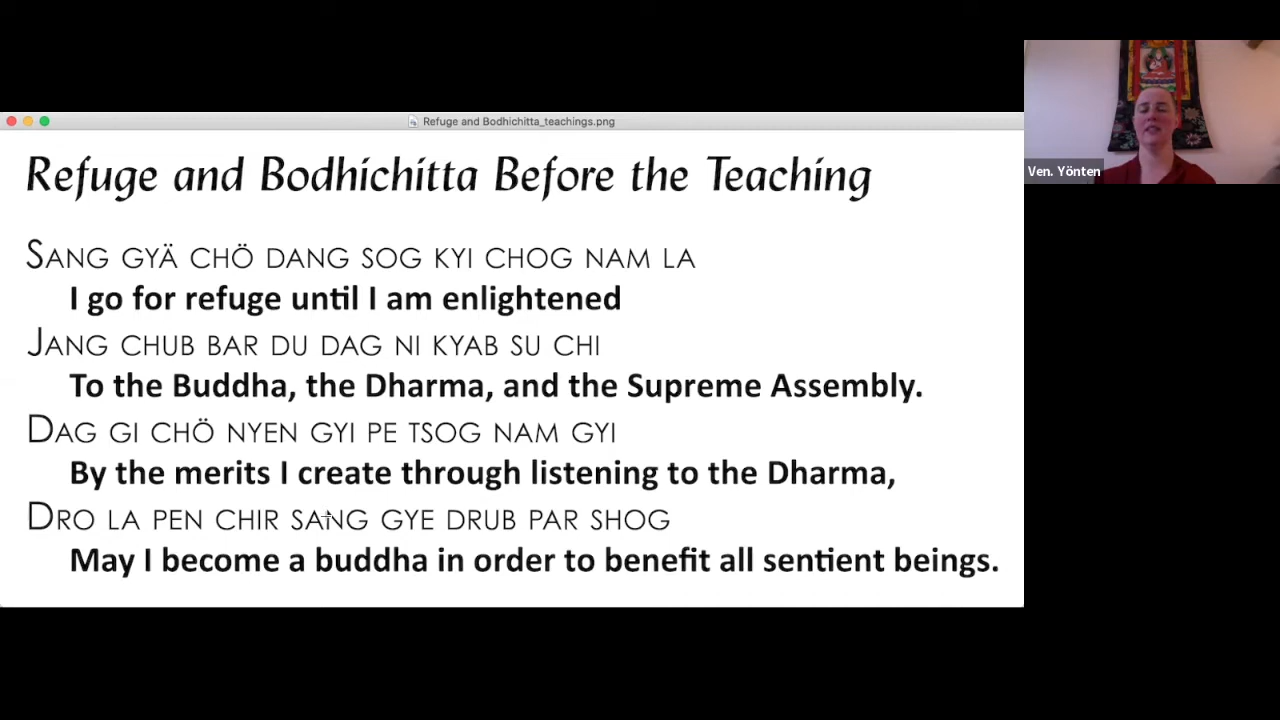 Refuge and Bodhichitta_teachings.png
Refuge and Bodhichitta Before the Teaching
SANG GYÄ CHÖ DANG SOG KYI CHOG NAM LA
I go for refuge until I am enlightened
JANG CHUB BAR DU DAG NI KYAB SU CHI
To the Buddha, the Dharma, and the Supreme Assembly.
DAG GI CHÖ NYEN GYI PE TSOG NAM GYI
By the merits I create through listening to the Dharma,
DRO LA PEN CHIR SANG GYE DRUB PAR SHOG
May I become a buddha in order to benefit all sentient beings.
Ven. Yönten